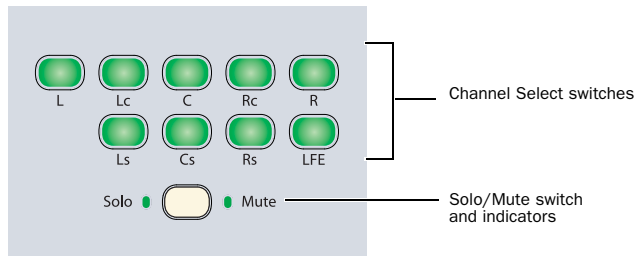 L Lc C Rc R
Channel Select switches
Ls Cs Rs LFE
Solo Mute
Solo/Mute switch
and indicators